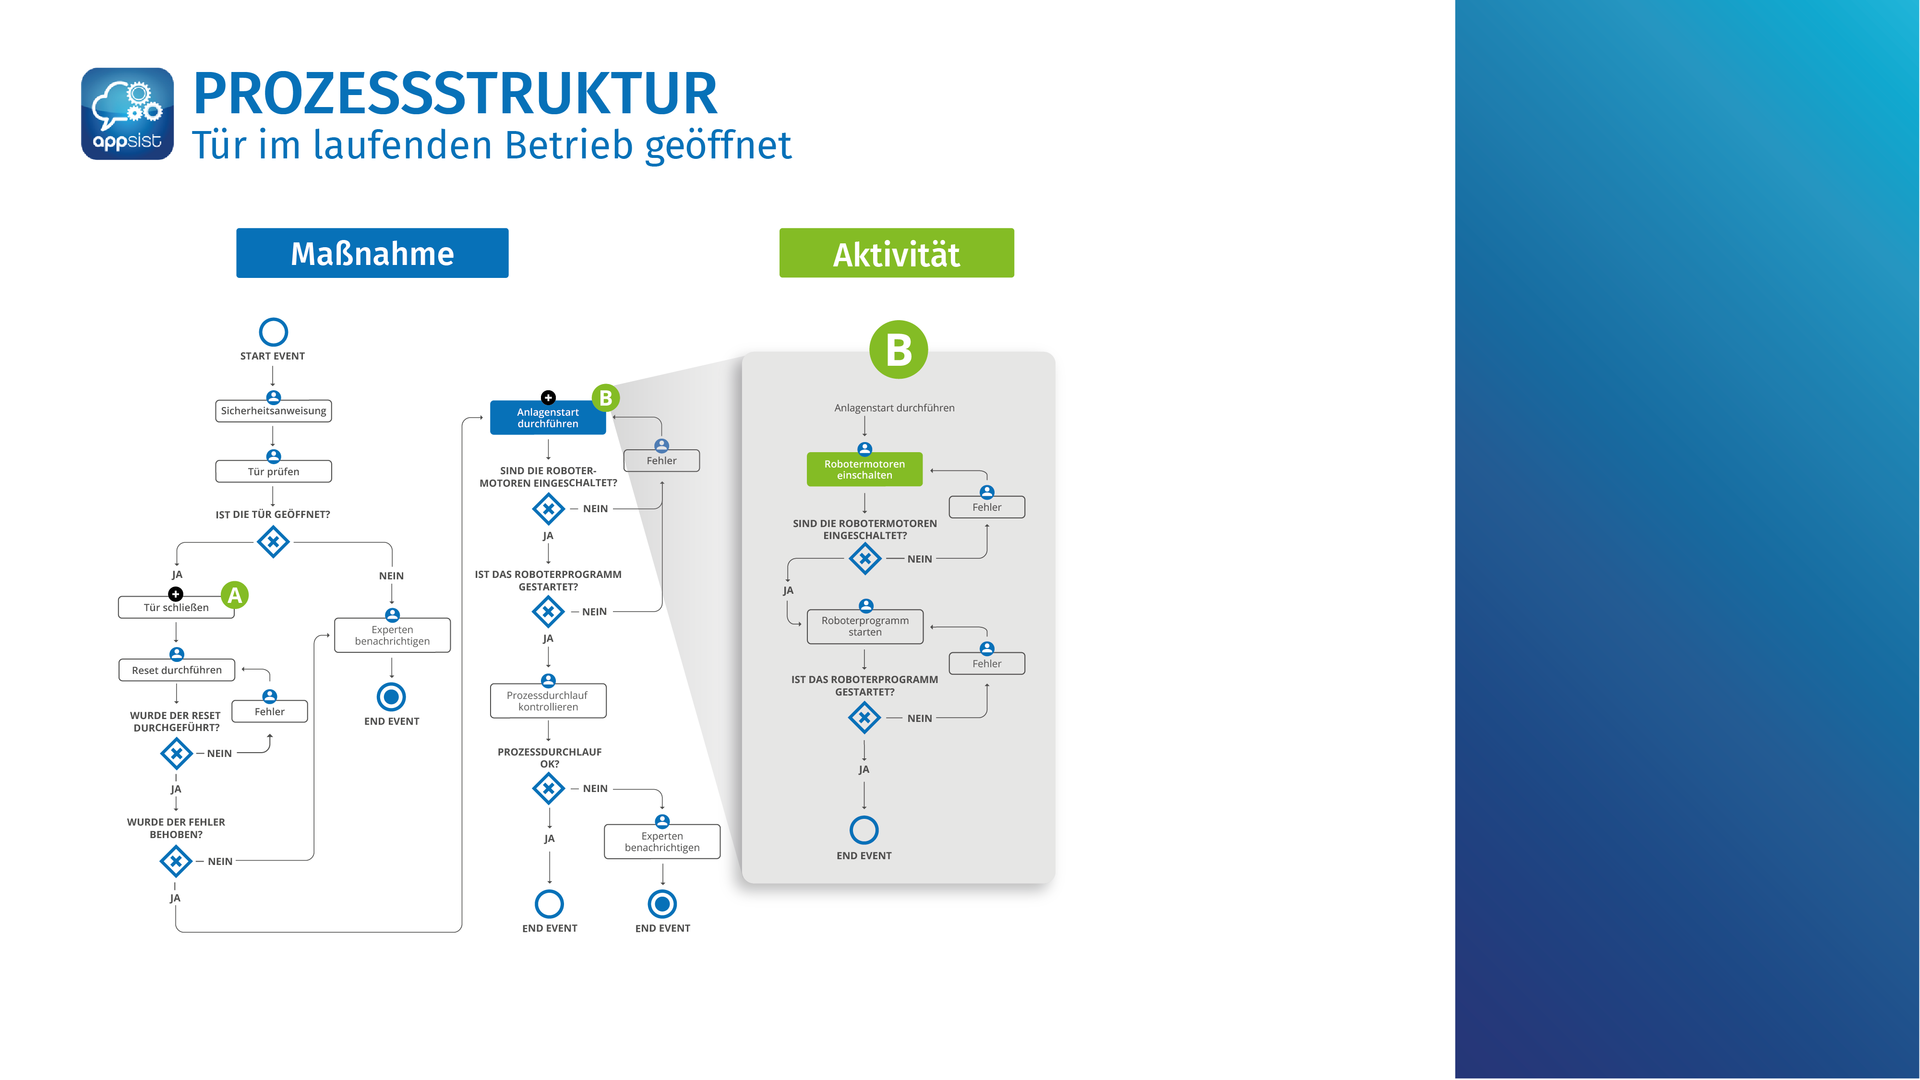 appsist
PROZESSSTRUKTUR
Tür im laufenden Betrieb geöffnet
Maßnahme
START EVENT
Sicherheitsanweisung
Tür prüfen
IST DIE TÜR GEÖFFNET?
JA
NEIN
A
Tür schließen
Experten
benachrichtigen
END EVENT
Reset durchführen
Fehler
WURDE DER RESET
DURCHGEFÜHRT?
NEIN
JA
WURDE DER FEHLER
BEHOBEN?
NEIN
JA
B
Anlagenstart
durchführen
Fehler
SIND DIE ROBOTER-
MOTOREN EINGESCHALTET?
NEIN
JA
IST DAS ROBOTERPROGRAMM
GESTARTET?
NEIN
JA
Prozessdurchlauf
kontrollieren
PROZESSDURCHLAUF
OK?
NEIN
JA
Experten
benachrichtigen
END EVENT
END EVENT
Aktivität
B
Anlagenstart durchführen
Robotermotoren
einschalten
Fehler
SIND DIE ROBOTERMOTOREN
EINGESCHALTET?
NEIN
JA
Roboterprogramm
starten
Fehler
IST DAS ROBOTERPROGRAMM
GESTARTET?
NEIN
JA
END EVENT